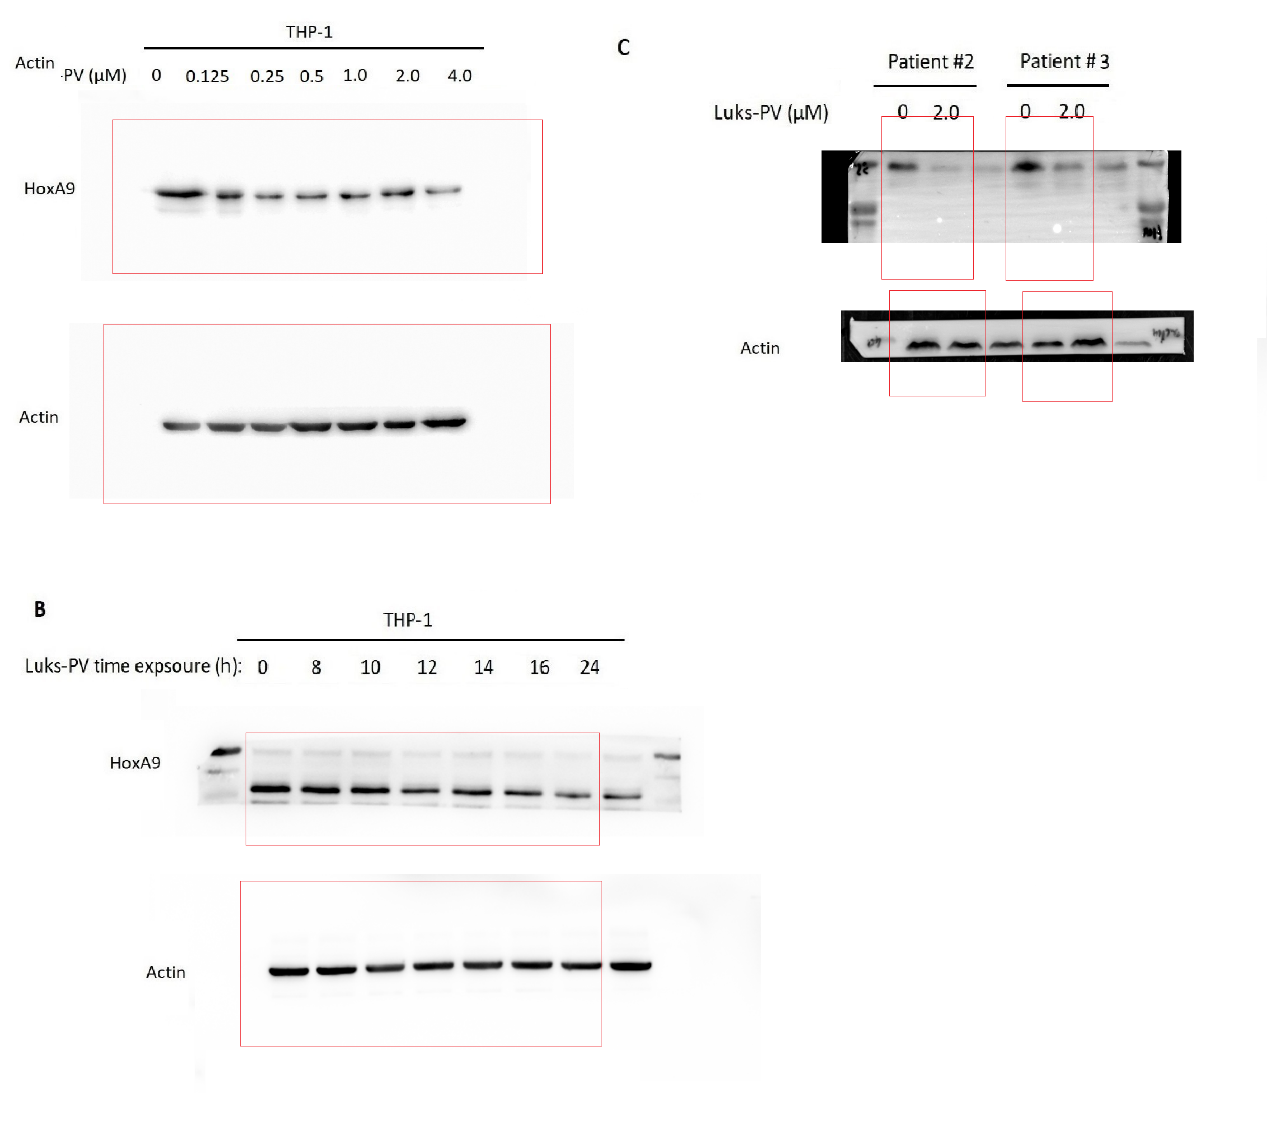 THP-1
Actin
-PV (µM) 0 0.125 0.25 0.5 1.0 2.0 4.0
HoxA9
Actin
C
Patient #2 Patient # 3
Luks-PV (µM) 0 2.0 0 2.0
Actin
B
THP-1
Luks-PV time expsoure (h): 0 8 10 12 14 16 24
HoxA9
Actin